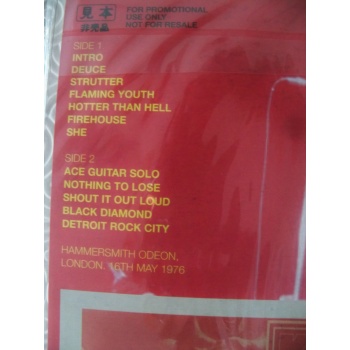 見本
非売品
FOR PROMOTIONAL
USE ONLY
NOT FOR RESALE
SIDE 1
INTRO
DEUCE
STRUTTER
FLAMING YOUTH
HOTTER THAN HELL
FIREHOUSE
SHE
SIDE 2
ACE GUITAR SOLO
NOTHING TO LOSE
SHOUT IT OUT LOUD
BLACK DIAMOND
DETROIT ROCK CITY
HAMMERSMITH ODEON,
LONDON. 16TH MAY 1976